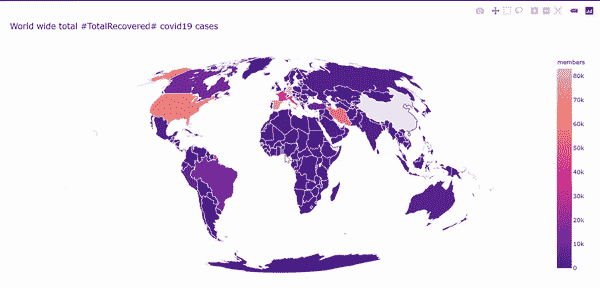 World wide total #TotalRecovered# covid19 cases
members
80k
70k
60k
50k
40k
30k
20k
10k
0